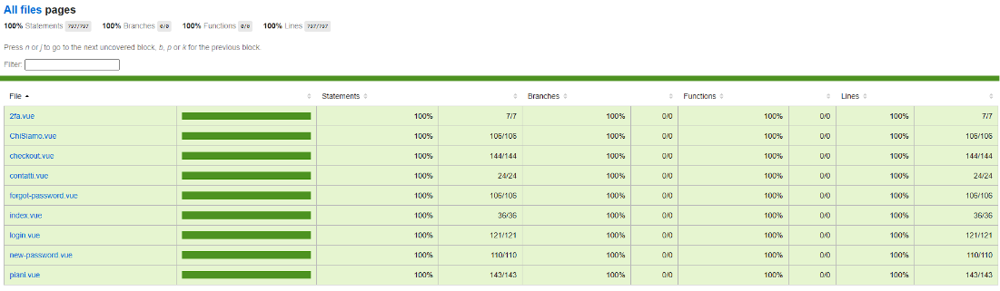 All files pages
100% Statements 797/797 100% Branches 0/0 100% Functions 0/0 100% Lines 797/797
Press n or j to go to the next uncovered block, b, p or k for the previous block.
Filter:
File Statements Branches Functions Lines
2fa.vue 100% 7/7 100% 0/0 100% 0/0 100% 7/7
ChiSiamo.vue 100% 106/106 100% 0/0 100% 0/0 100% 106/106
checkout.vue 100% 144/144 100% 0/0 100% 0/0 100% 144/144
contatti.vue 100% 24/24 100% 0/0 100% 0/0 100% 24/24
forgot-password.vue 100% 106/106 100% 0/0 100% 0/0 100% 106/106
index.vue 100% 36/36 100% 0/0 100% 0/0 100% 36/36
login.vue 100% 121/121 100% 0/0 100% 0/0 100% 121/121
new-password.vue 100% 110/110 100% 0/0 100% 0/0 100% 110/110
piani.vue 100% 143/143 100% 0/0 100% 0/0 100% 143/143